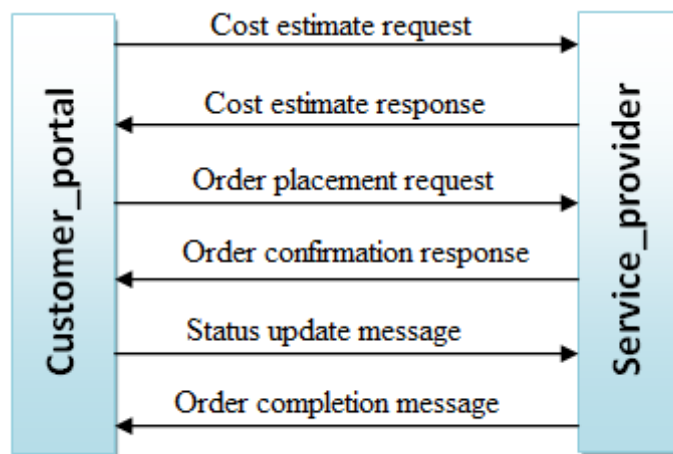 Cost estimate request
Cost estimate response
Order placement request
Order confirmation response
Status update message
Order completion message
Customer_portal
Service_provider